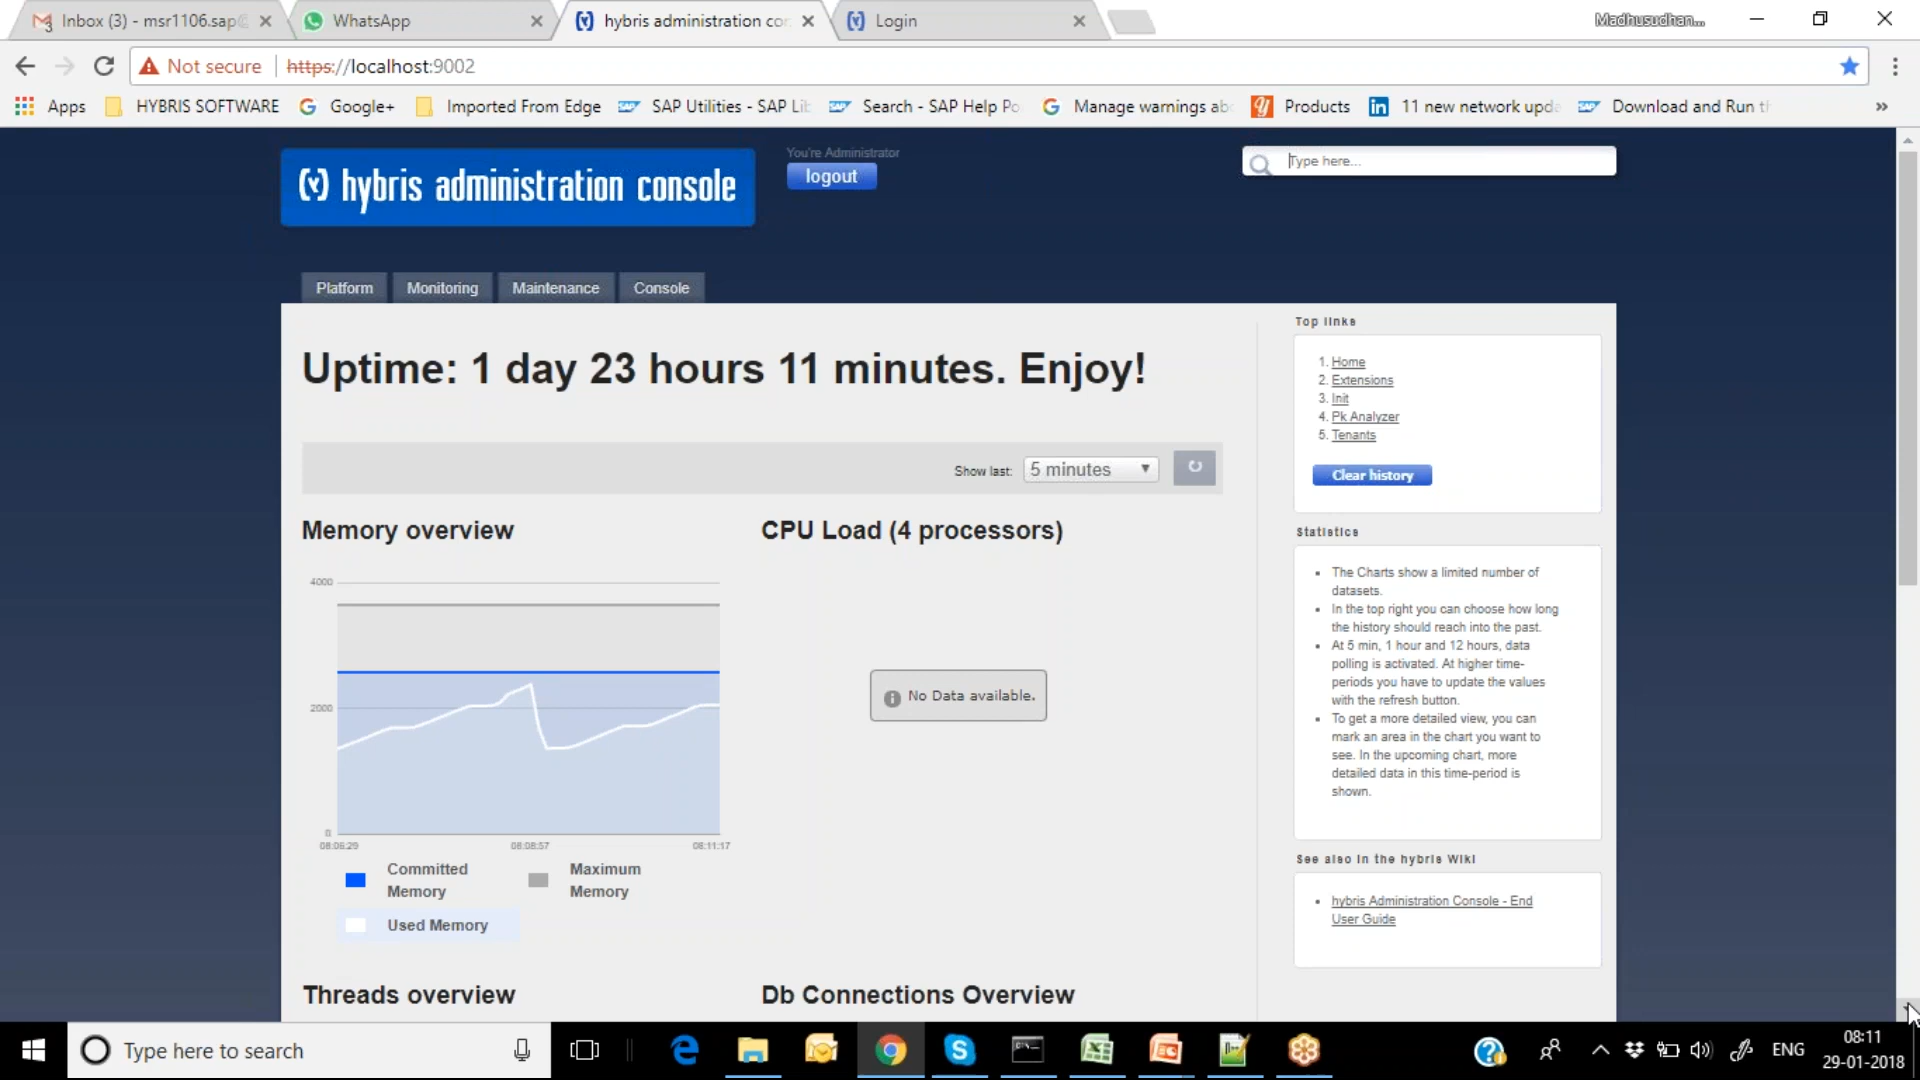 Inbox (3) - msr1106.sap@
WhatsApp
hybris administration co
Login
Madhusudhan...
Not secure
https://localhost:9002
Apps
HYBRIS SOFTWARE
Google+
Imported From Edge
SAP Utilities - SAP Li
Search - SAP Help Po
Manage warnings ab
Products
11 new network upd
Download and Run t
»
hybris administration console
You're Administrator
logout
Type here...
Platform
Monitoring
Maintenance
Console
Uptime: 1 day 23 hours 11 minutes. Enjoy!
Show last:
5 minutes
Memory overview
4000
2000
0
08:06:29
08:08:57
08:11:17
Committed
Memory
Maximum
Memory
Used Memory
CPU Load (4 processors)
No Data available.
Threads overview
Db Connections Overview
Top links
1. Home
2. Extensions
3. Init
4. Pk Analyzer
5. Tenants
Clear history
Statistics
• The Charts show a limited number of
datasets.
• In the top right you can choose how long
the history should reach into the past.
• At 5 min, 1 hour and 12 hours, data
polling is activated. At higher time-
periods you have to update the values
with the refresh button.
• To get a more detailed view, you can
mark an area in the chart you want to
see. In the upcoming chart, more
detailed data in this time-period is
shown.
See also in the hybris Wiki
• hybris Administration Console - End
User Guide
Type here to search
ENG
08:11
29-01-2018